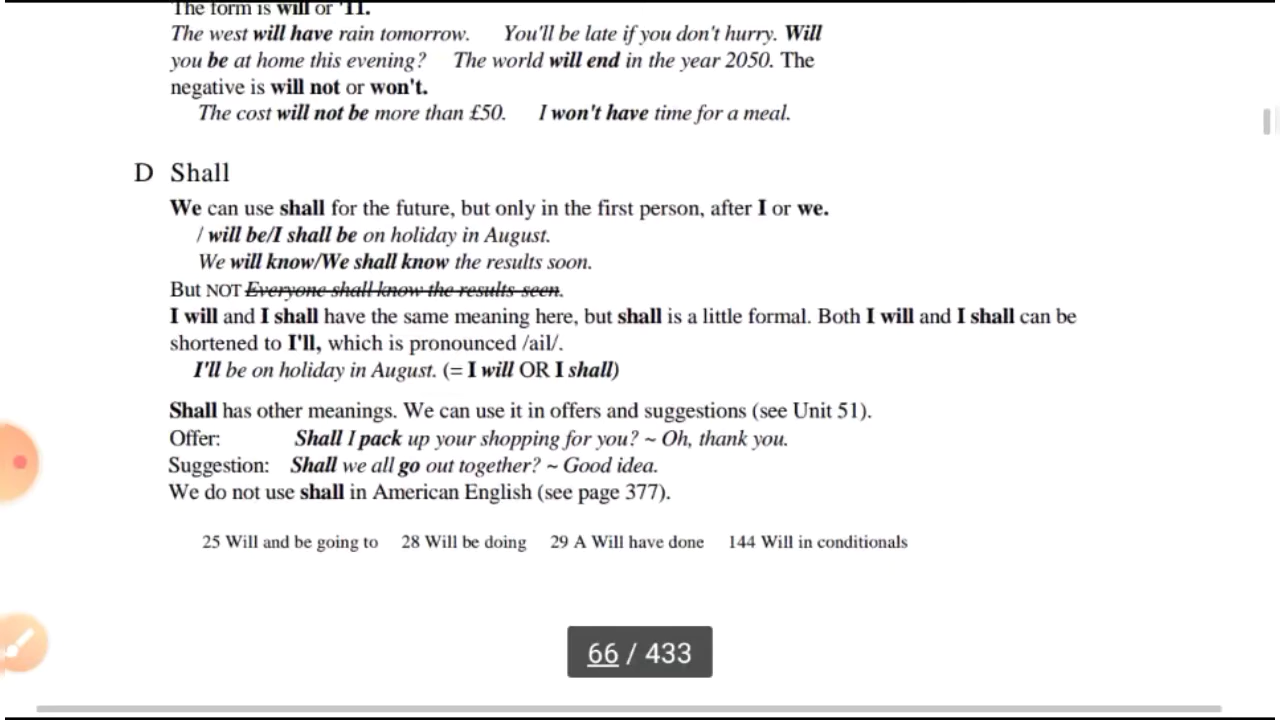 The form is will or '11.
The west will have rain tomorrow. You'll be late if you don't hurry. Will
you be at home this evening? The world will end in the year 2050. The
negative is will not or won't.
The cost will not be more than £50. I won't have time for a meal.
D Shall
We can use shall for the future, but only in the first person, after I or we.
/ will be/I shall be on holiday in August.
We will know/We shall know the results soon.
But NOT Everyone shall know the results seen.
I will and I shall have the same meaning here, but shall is a little formal. Both I will and I shall can be
shortened to I'll, which is pronounced /ail/.
I'll be on holiday in August. (= I will OR I shall)
Shall has other meanings. We can use it in offers and suggestions (see Unit 51).
Offer: Shall I pack up your shopping for you? ~ Oh, thank you.
Suggestion: Shall we all go out together? ~ Good idea.
We do not use shall in American English (see page 377).
25 Will and be going to 28 Will be doing 29 A Will have done 144 Will in conditionals
66 / 433